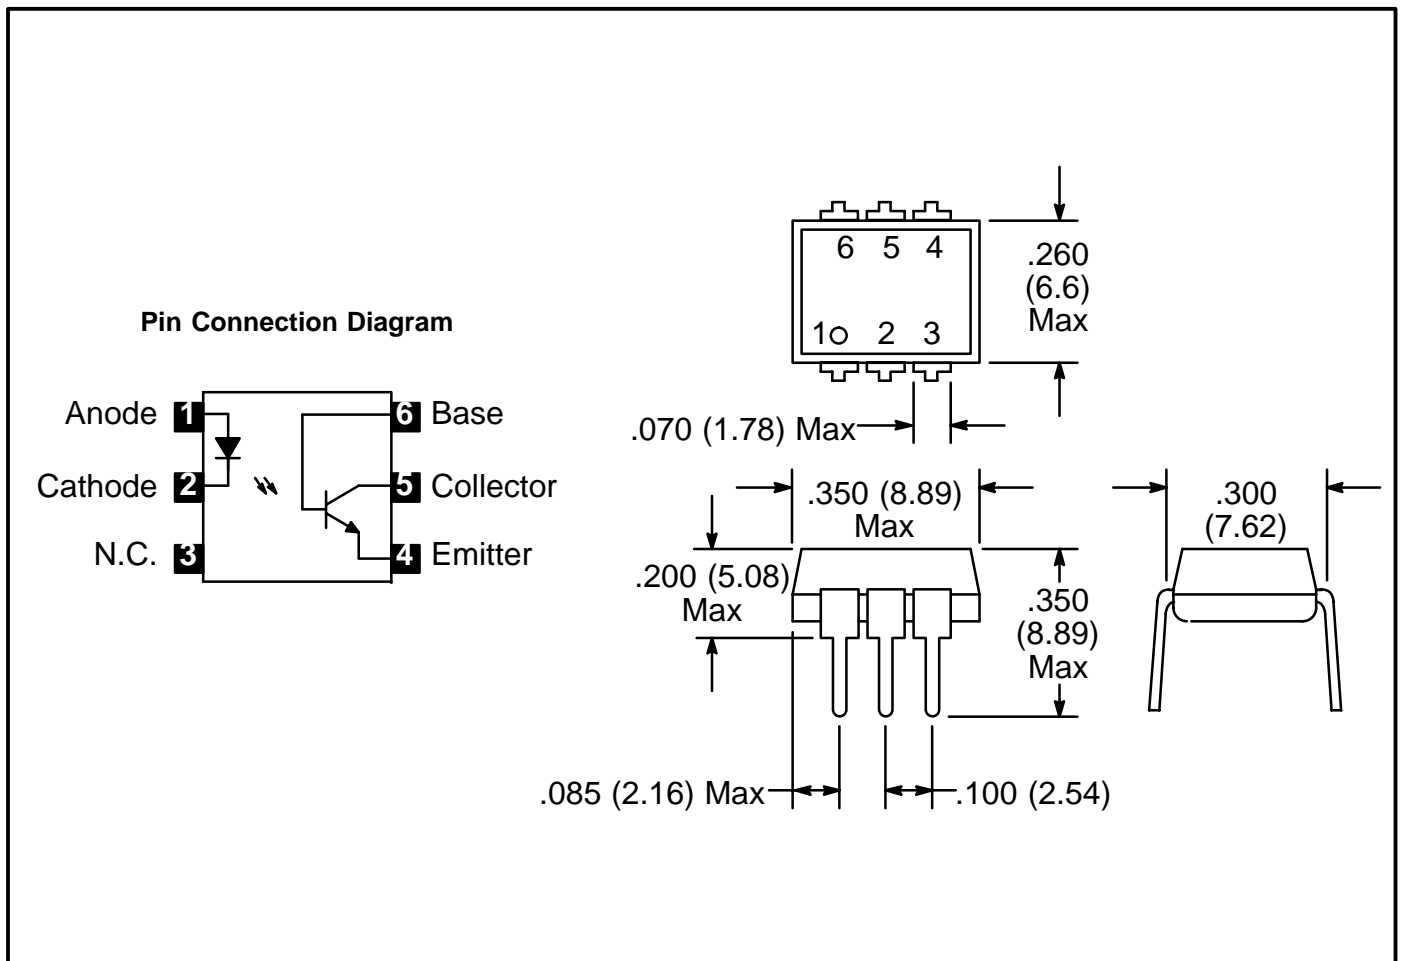 Pin Connection Diagram
Anode 1
Cathode 2
N.C. 3
6 Base
5 Collector
4 Emitter
6 5 4
1 2 3
.260
(6.6)
Max
.070 (1.78) Max
.350 (8.89)
Max
.200 (5.08)
Max
.350
(8.89)
Max
.300
(7.62)
.085 (2.16) Max
.100 (2.54)